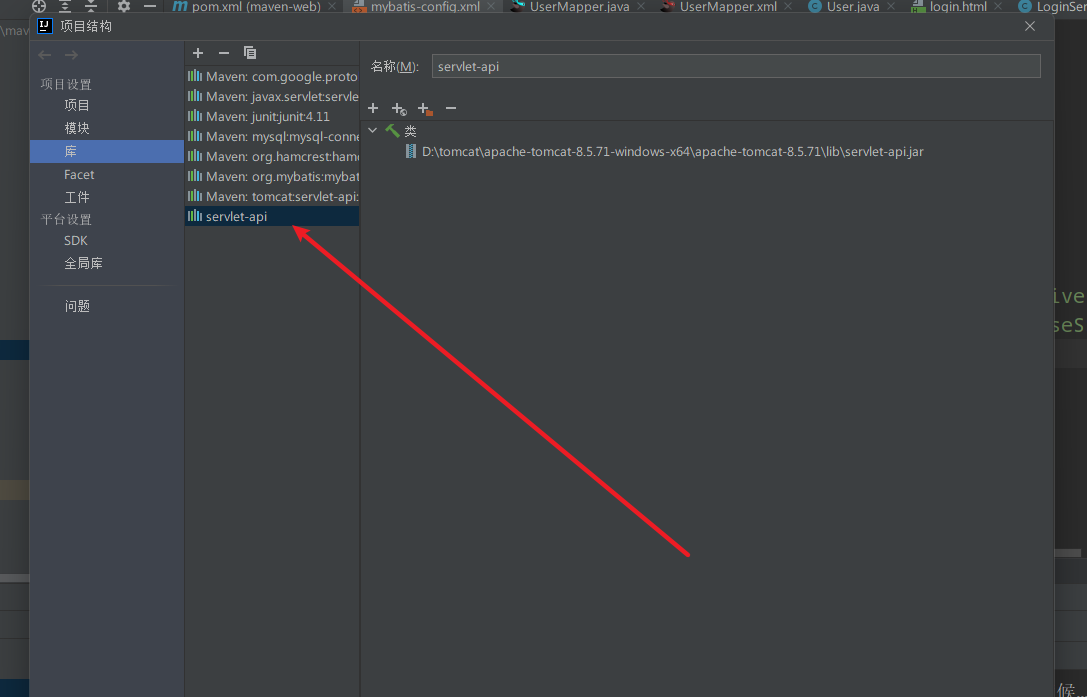 pom.xml (maven-web)
mybatis-config.xml
UserMapper.java
UserMapper.xml
User.java
login.html
LoginSer
\mav
项目结构
项目设置
项目
模块
库
Facet
工件
平台设置
SDK
全局库
问题
Maven: com.google.proto
Maven: javax.servlet:servle
Maven: junit:junit:4.11
Maven: mysql:mysql-conne
Maven: org.hamcrest:hamc
Maven: org.mybatis:mybat
Maven: tomcat:servlet-api:
servlet-api
名称(M):
servlet-api
类
D:\tomcat\apache-tomcat-8.5.71-windows-x64\apache-tomcat-8.5.71\lib\servlet-api.jar
ive
seS
候